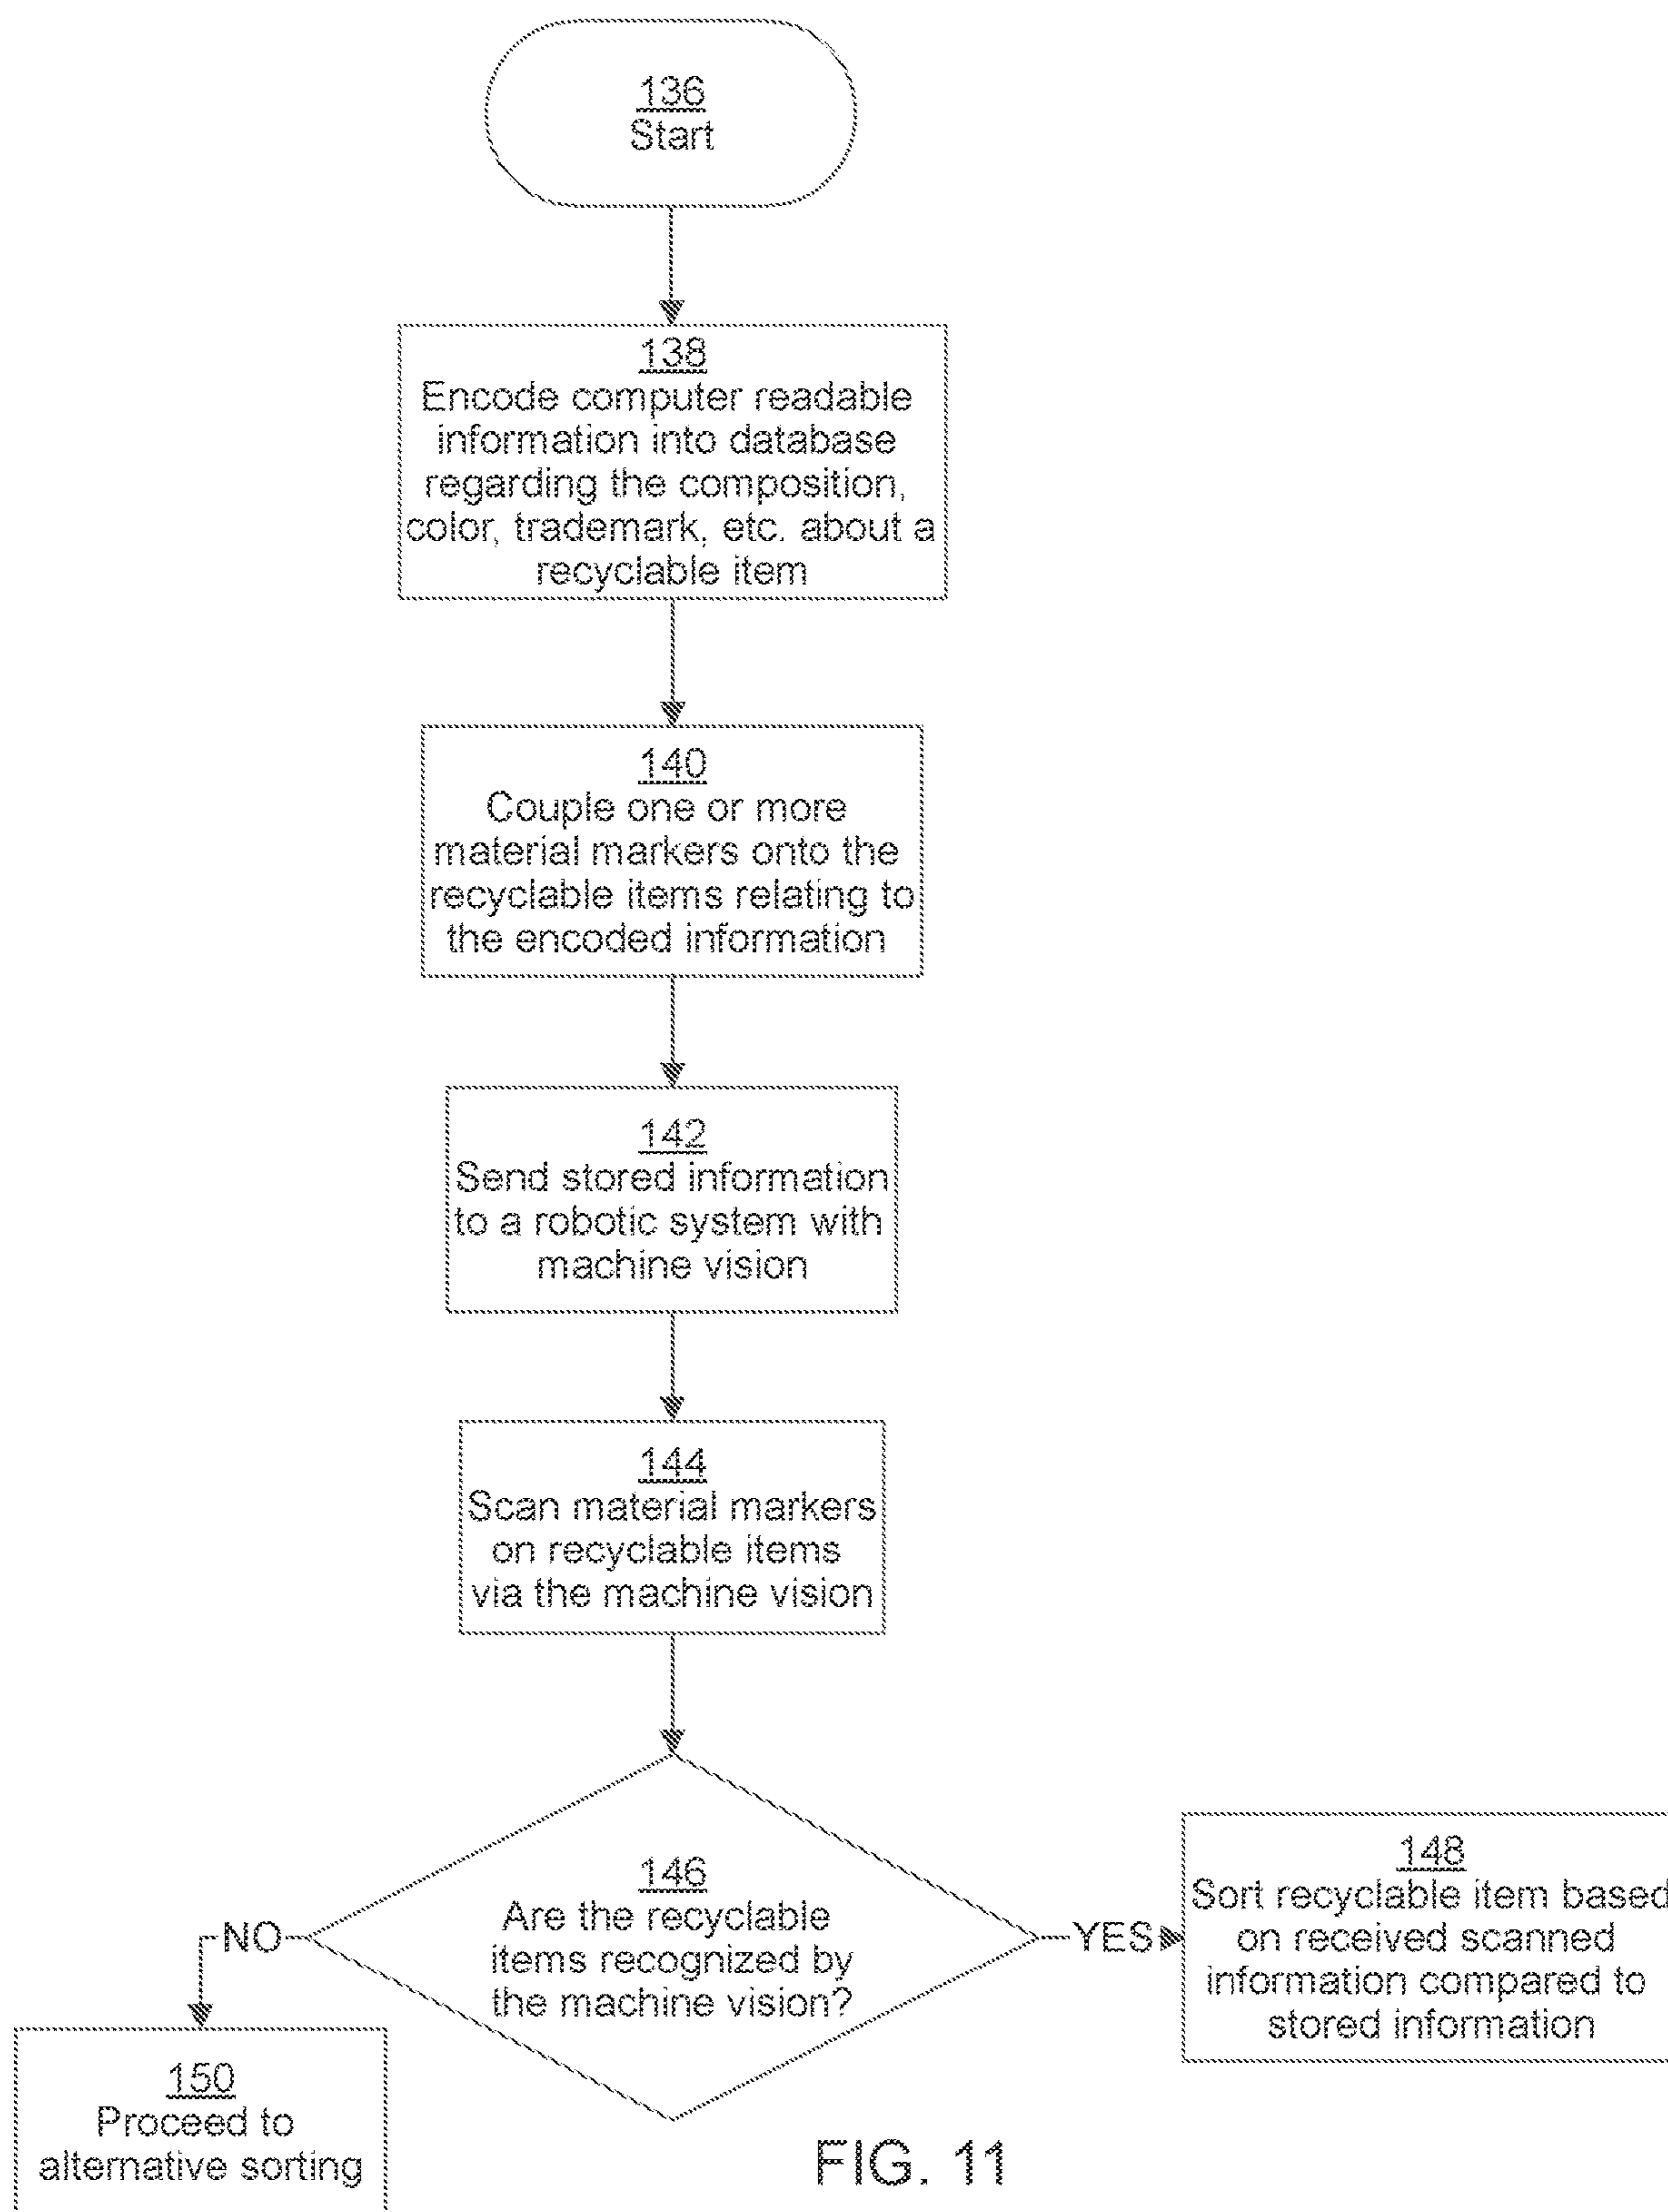 136
Start
138
Encode computer readable
information into database
regarding the composition,
color, trademark, etc. about a
recyclable item
140
Couple one or more
material markers onto the
recyclable items relating to
the encoded information
142
Send stored information
to a robotic system with
machine vision
144
Scan material markers
on recyclable items
via the machine vision
146
Are the recyclable
items recognized by
the machine vision?
NO
YES
148
Sort recyclable item based
on received scanned
information compared to
stored information
150
Proceed to
alternative sorting
FIG. 11